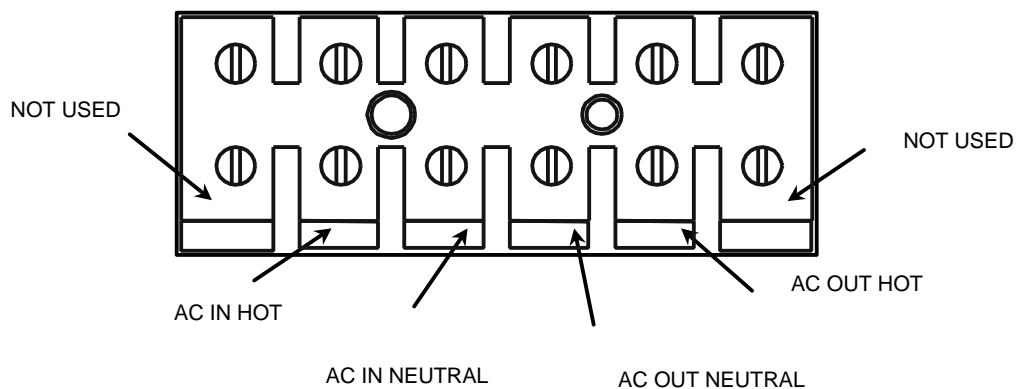 NOT USED
NOT USED
AC IN HOT
AC OUT HOT
AC IN NEUTRAL
AC OUT NEUTRAL